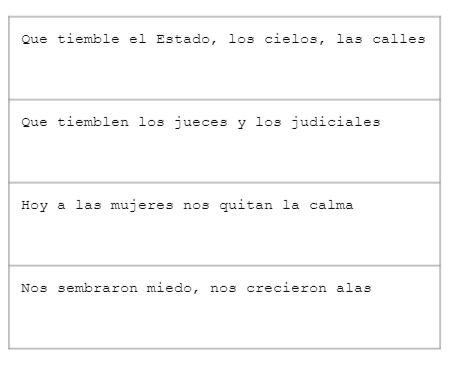 Que tiemble el Estado, los cielos, las calles
Que tiemblen los jueces y los judiciales
Hoy a las mujeres nos quitan la calma
Nos sembraron miedo, nos crecieron alas